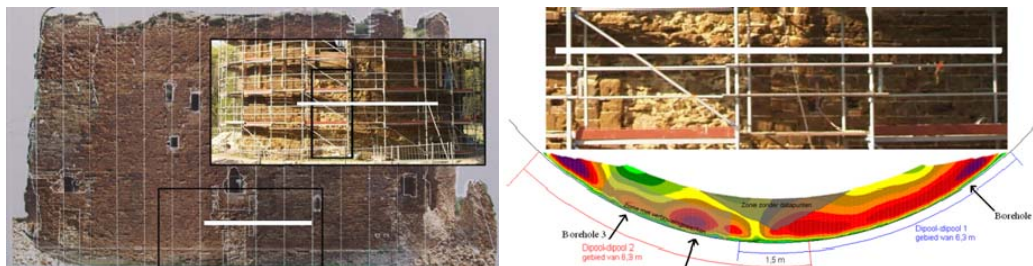 Zone zonder datapunten
Borehole
Borehole 3
Dipool-dipool 1
gebied van 6,3 m
Dipool-dipool 2
gebied van 6,3 m
1,5 m